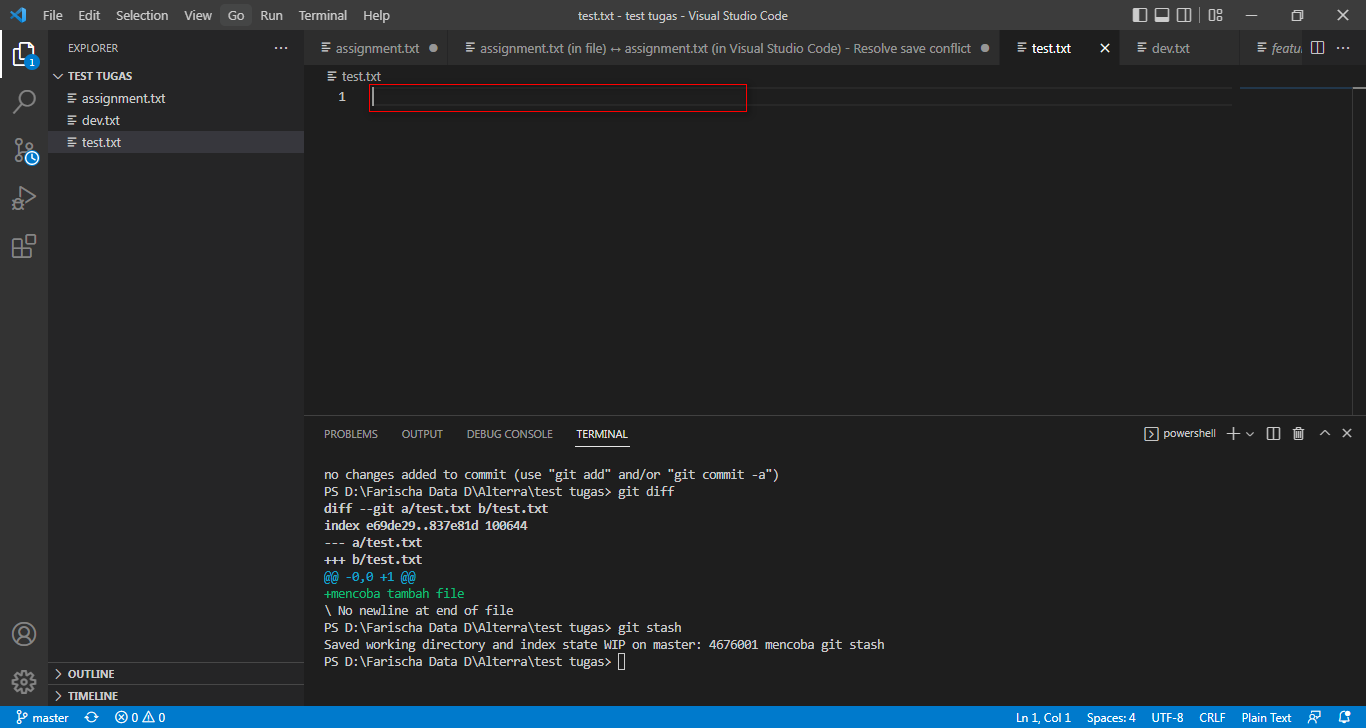 File Edit Selection View Go Run Terminal Help test.txt - test tugas - Visual Studio Code
EXPLORER
TEST TUGAS
assignment.txt
dev.txt
test.txt
OUTLINE
TIMELINE
assignment.txt assignment.txt (in file) ↔ assignment.txt (in Visual Studio Code) - Resolve save conflict test.txt dev.txt featu
test.txt
1
PROBLEMS OUTPUT DEBUG CONSOLE TERMINAL powershell
no changes added to commit (use "git add" and/or "git commit -a")
PS D:\Farischa Data D\Alterra\test tugas> git diff
diff --git a/test.txt b/test.txt
index e69de29..837e81d 100644
--- a/test.txt
+++ b/test.txt
@@ -0,0 +1 @@
+mencoba tambah file
\ No newline at end of file
PS D:\Farischa Data D\Alterra\test tugas> git stash
Saved working directory and index state WIP on master: 4676001 mencoba git stash
PS D:\Farischa Data D\Alterra\test tugas>
1
master 0 0 Ln 1, Col 1 Spaces: 4 UTF-8 CRLF Plain Text